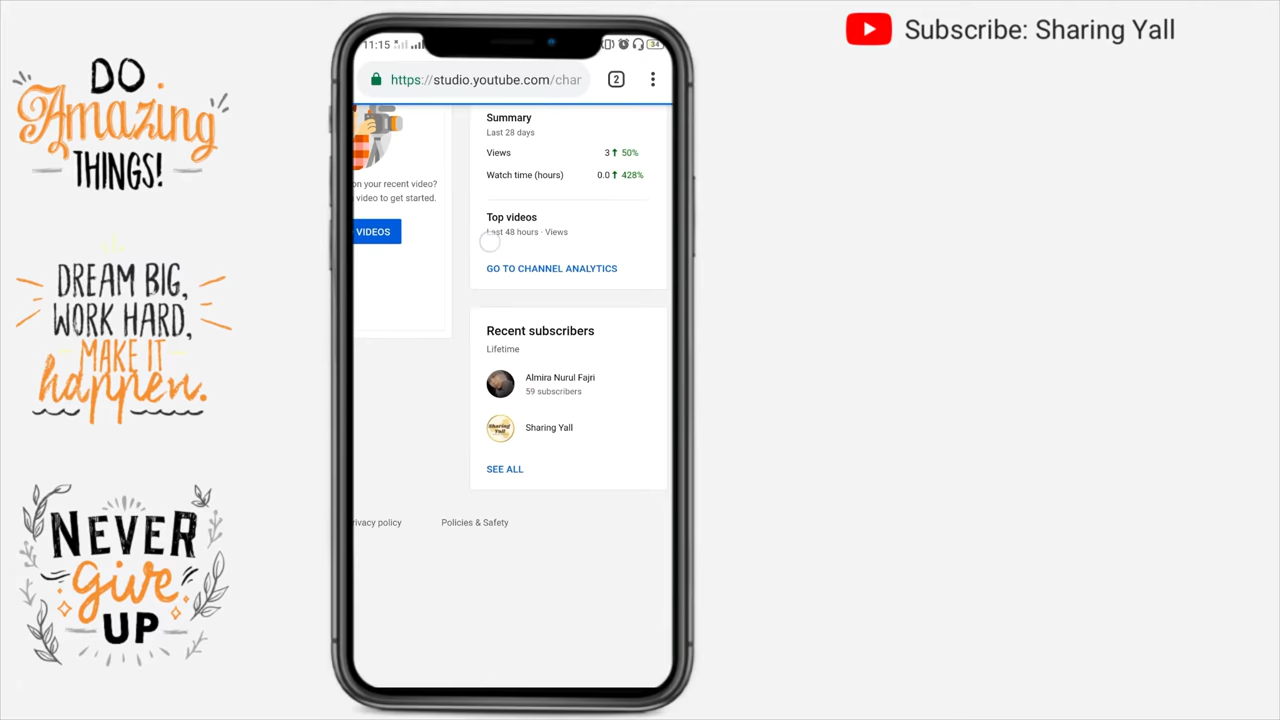 Subscribe: Sharing Yall
DO
Amazing
THINGS!
DREAM BIG,
WORK HARD,
MAKE IT
happen.
NEVER
give
UP
11:15
34
https://studio.youtube.com/char
2
Summary
Last 28 days
Views 3 50%
Watch time (hours) 0.0 428%
on your recent video?
video to get started.
VIDEOS
Top videos
Last 48 hours · Views
GO TO CHANNEL ANALYTICS
Recent subscribers
Lifetime
Almira Nurul Fajri
59 subscribers
Sharing Yall
Sharing Yall
SEE ALL
rivacy policy Policies & Safety